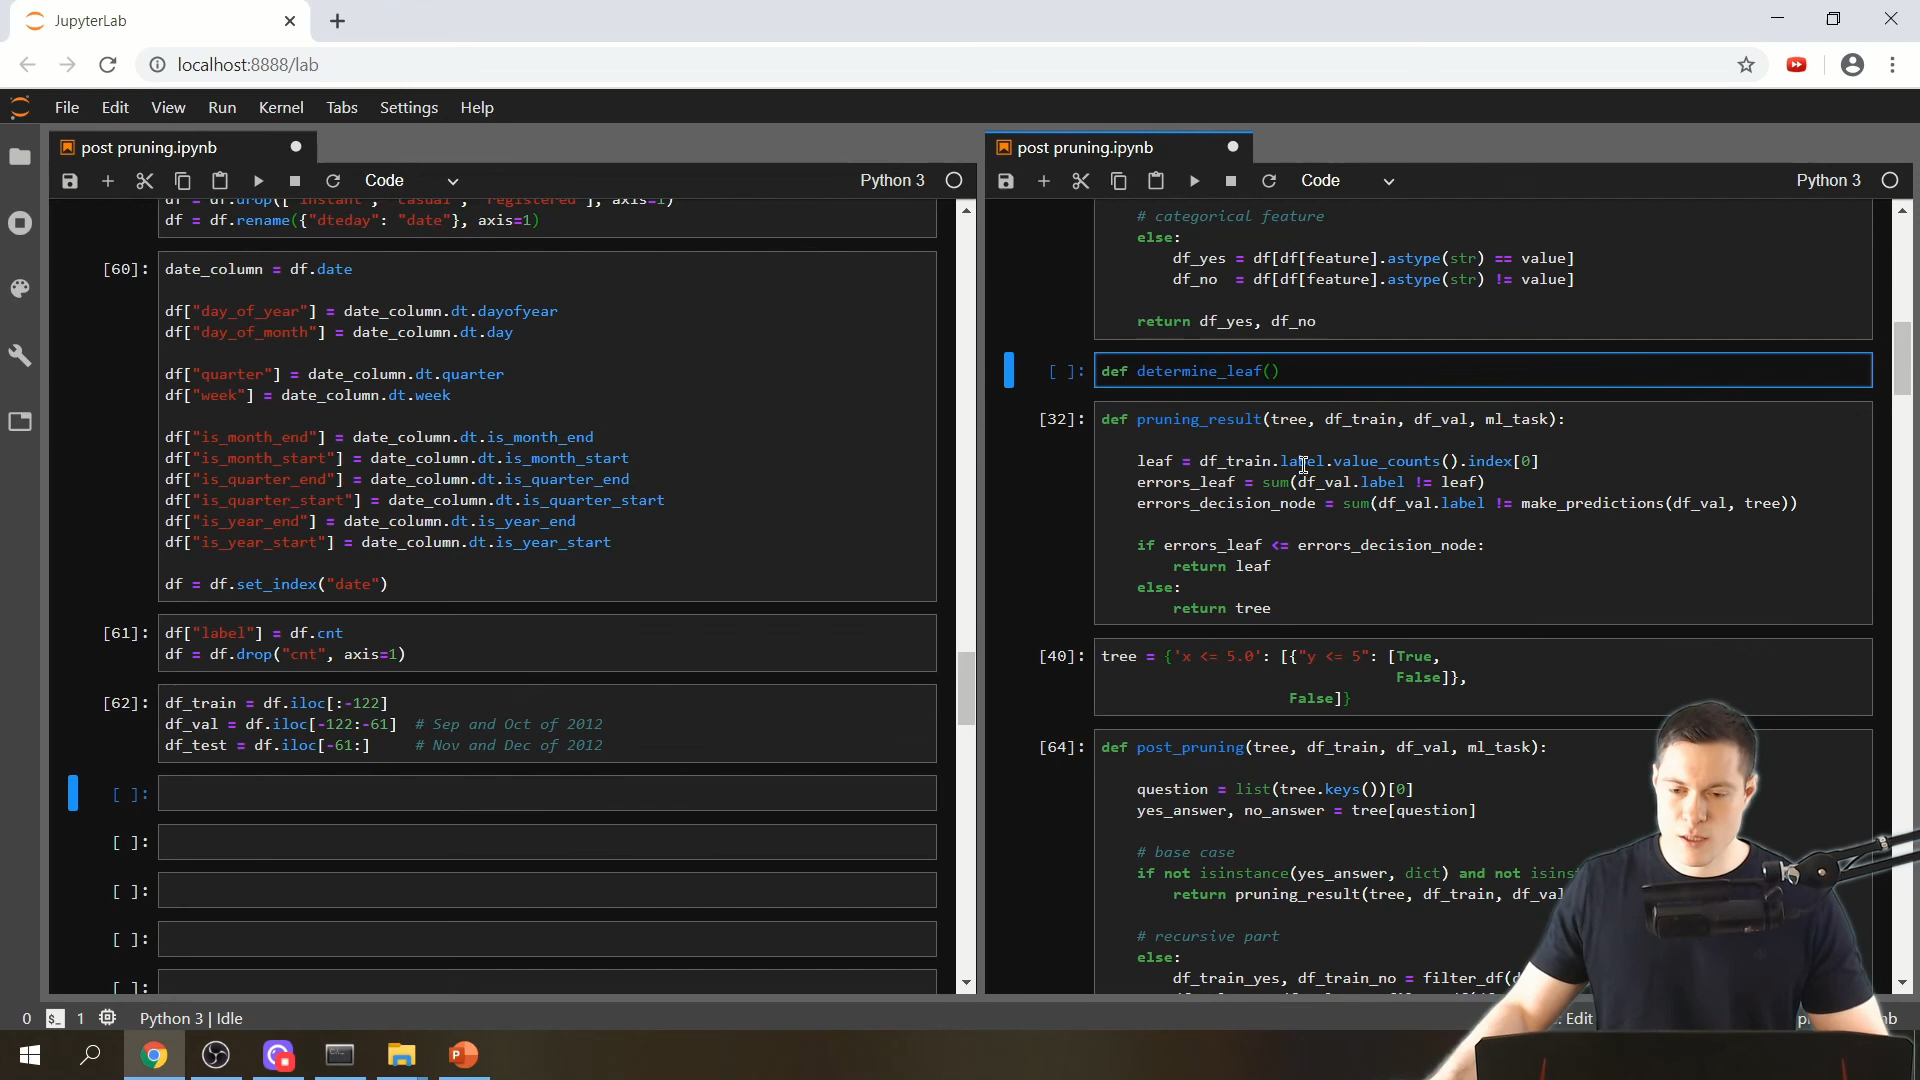 JupyterLab
localhost:8888/lab
File Edit View Run Kernel Tabs Settings Help
post pruning.ipynb
Code
Python 3
df = df.drop(["instant", "casual", "registered"], axis=1)
df = df.rename({"dteday": "date"}, axis=1)
[60]: date_column = df.date
df["day_of_year"] = date_column.dt.dayofyear
df["day_of_month"] = date_column.dt.day
df["quarter"] = date_column.dt.quarter
df["week"] = date_column.dt.week
df["is_month_end"] = date_column.dt.is_month_end
df["is_month_start"] = date_column.dt.is_month_start
df["is_quarter_end"] = date_column.dt.is_quarter_end
df["is_quarter_start"] = date_column.dt.is_quarter_start
df["is_year_end"] = date_column.dt.is_year_end
df["is_year_start"] = date_column.dt.is_year_start
df = df.set_index("date")
[61]: df["label"] = df.cnt
df = df.drop("cnt", axis=1)
[62]: df_train = df.iloc[:-122]
df_val = df.iloc[-122:-61] # Sep and Oct of 2012
df_test = df.iloc[-61:] # Nov and Dec of 2012
[ ]:
[ ]:
[ ]:
[ ]:
[ ]:
post pruning.ipynb
Code
Python 3
# categorical feature
else:
df_yes = df[df[feature].astype(str) == value]
df_no = df[df[feature].astype(str) != value]
return df_yes, df_no
[ ]: def determine_leaf()
[32]: def pruning_result(tree, df_train, df_val, ml_task):
leaf = df_train.label.value_counts().index[0]
errors_leaf = sum(df_val.label != leaf)
errors_decision_node = sum(df_val.label != make_predictions(df_val, tree))
if errors_leaf <= errors_decision_node:
return leaf
else:
return tree
[40]: tree = {'x <= 5.0': [{"y <= 5": [True,
False]},
False]}
[64]: def post_pruning(tree, df_train, df_val, ml_task):
question = list(tree.keys())[0]
yes_answer, no_answer = tree[question]
# base case
if not isinstance(yes_answer, dict) and not isins
return pruning_result(tree, df_train, df_val
# recursive part
else:
df_train_yes, df_train_no = filter_df(d
0 $_ 1 Python 3 | Idle
: Edit